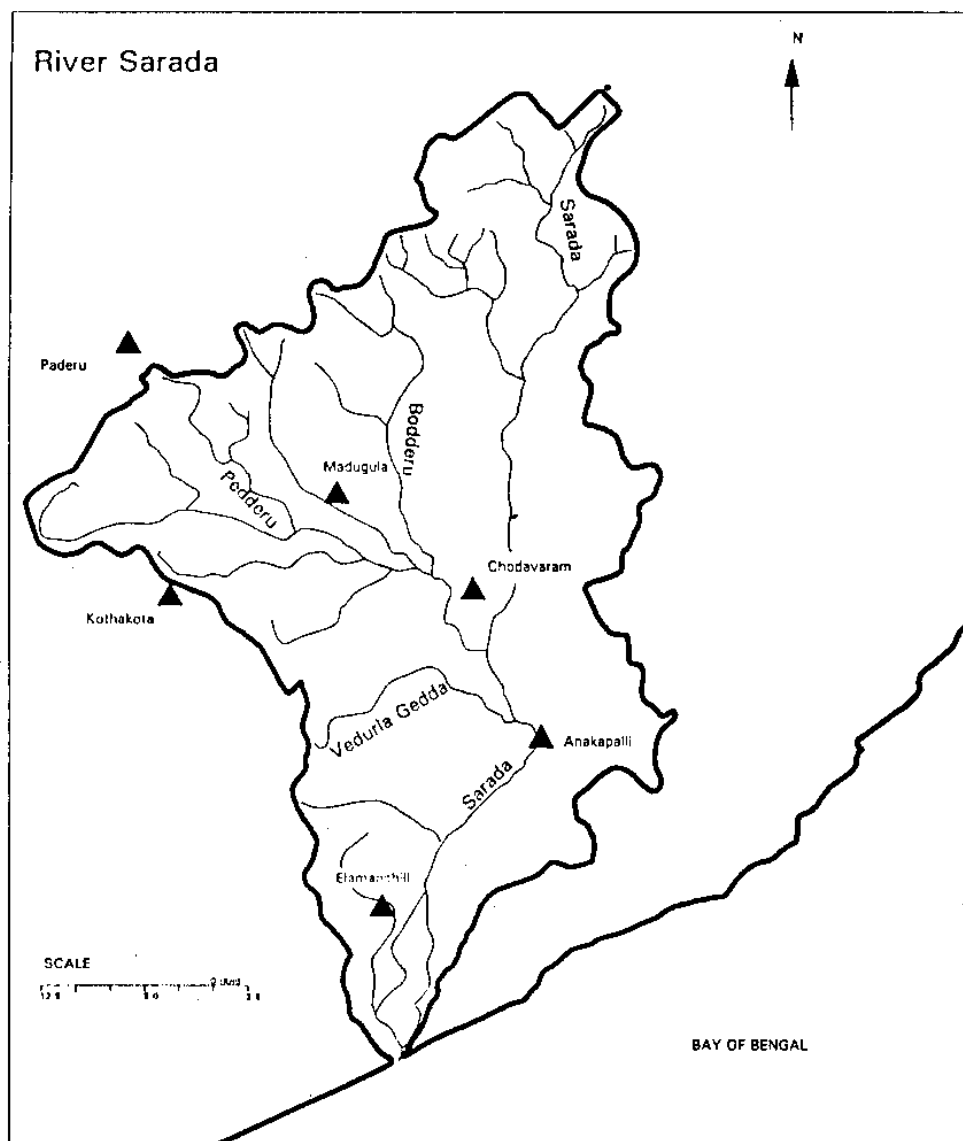 River Sarada
N
Sarada
Paderu
Bodderu
Madugula
Pedderu
Chodavaram
Kothakota
Vedurla Gedda
Anakapalli
Sarada
SCALE
BAY OF BENGAL